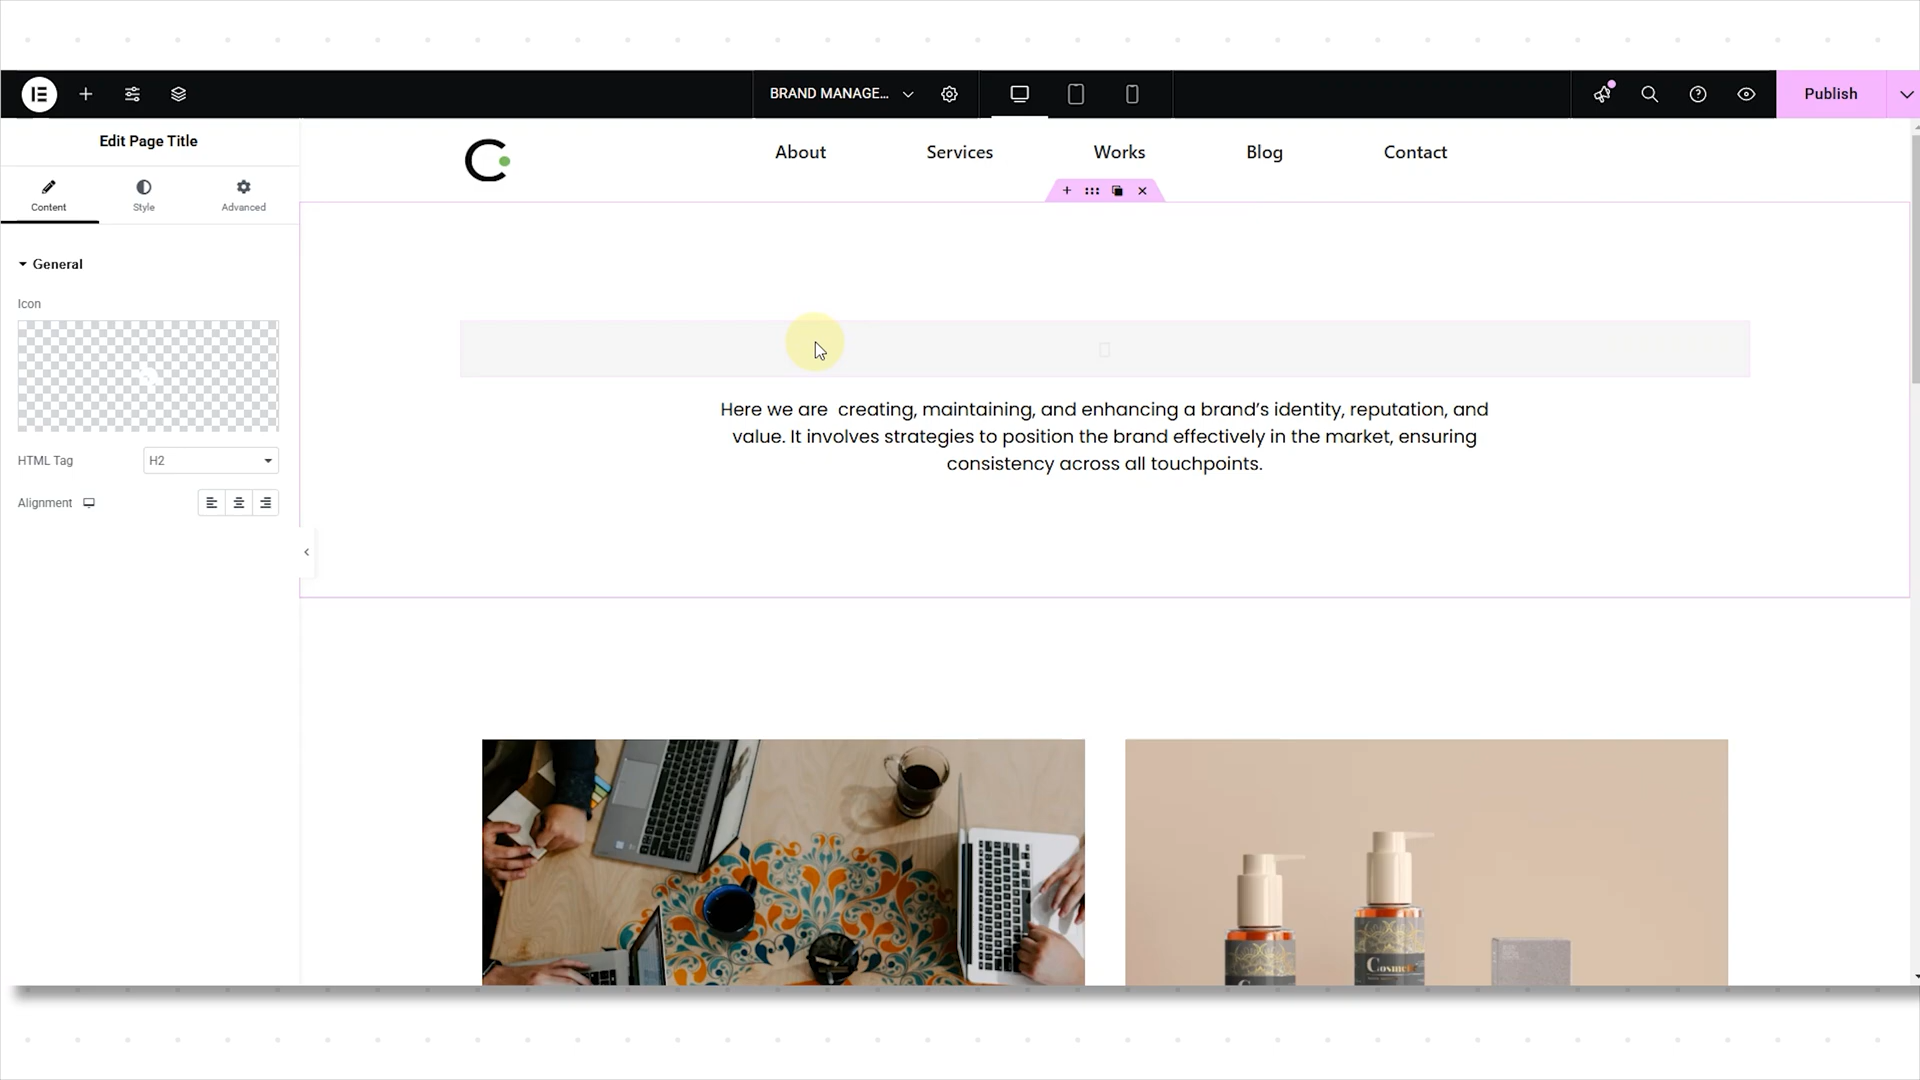 BRAND MANAGE...
Publish
Edit Page Title
Content
Style
Advanced
General
Icon
HTML Tag
H2
Alignment
About
Services
Works
Blog
Contact
Here we are  creating, maintaining, and enhancing a brand’s identity, reputation, and
value. It involves strategies to position the brand effectively in the market, ensuring
consistency across all touchpoints.